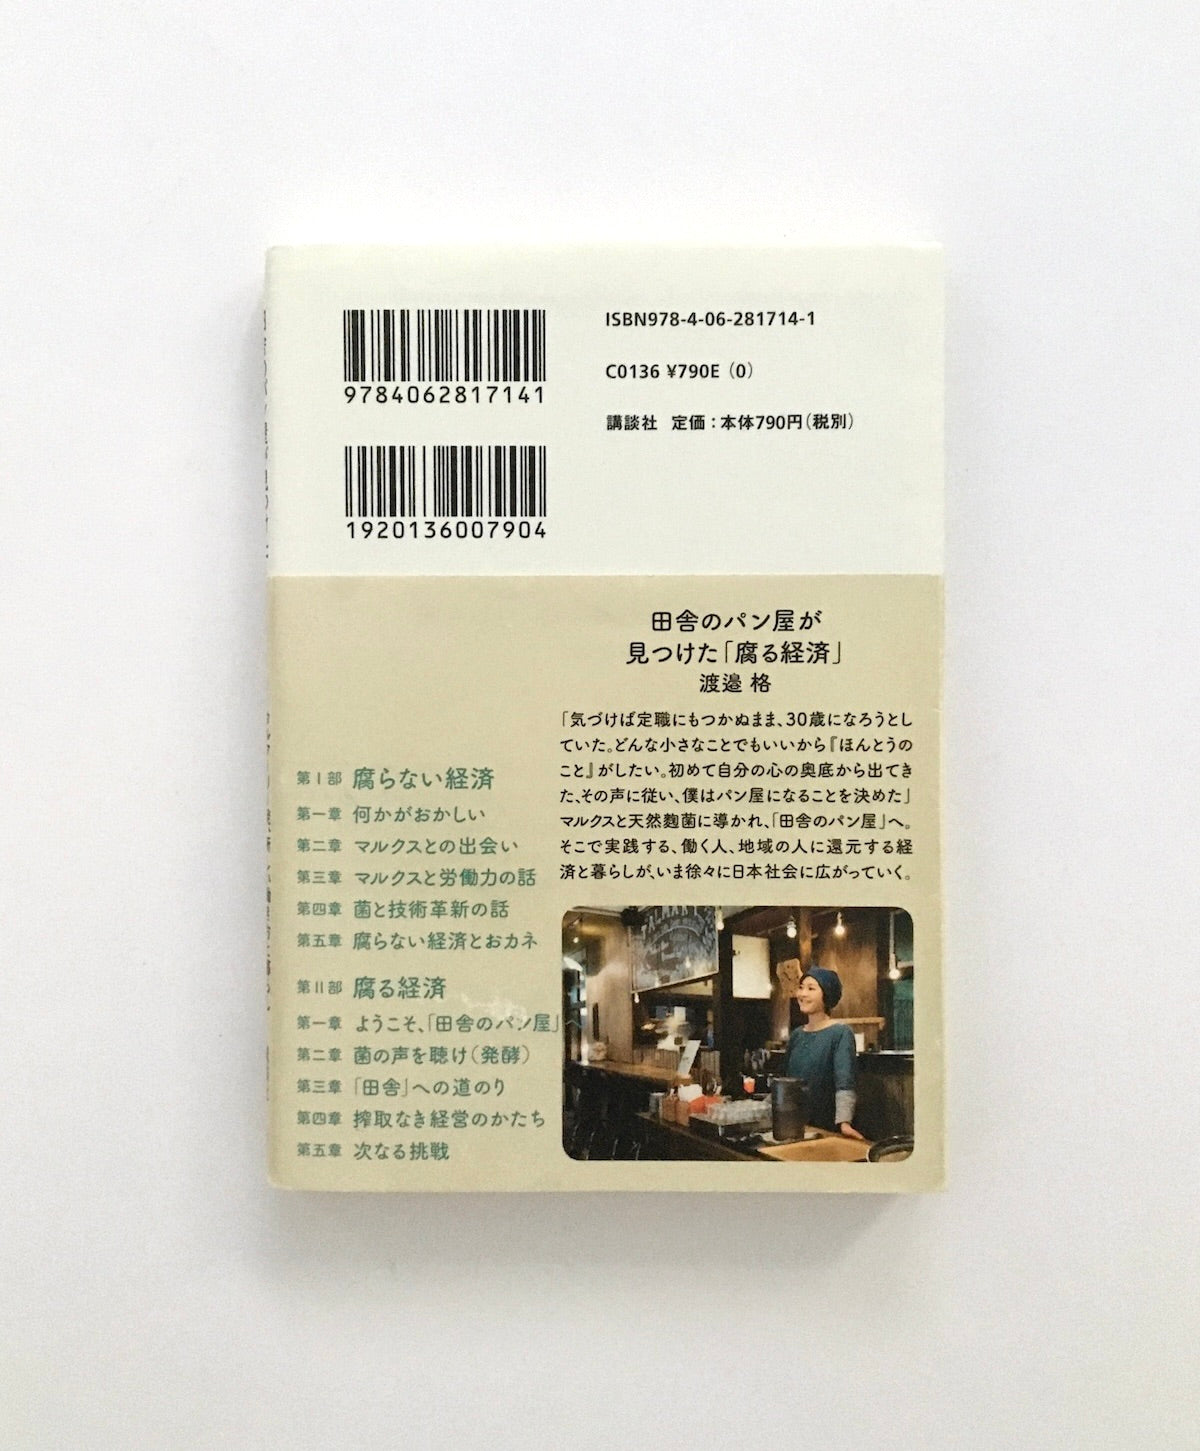 9784062817141
1920136007904
ISBN978-4-06-281714-1
C0136 ¥790E (0)
講談社 定価:本体790円(税別)
田舎のパン屋が
見つけた「腐る経済」
渡邉 格
「気づけば定職にもつかぬまま、30歳になろうとし
ていた。どんな小さなことでもいいから『ほんとうの
こと』がしたい。初めて自分の心の奥底から出てき
た、その声に従い、僕はパン屋になることを決めた」
マルクスと天然麹菌に導かれ、「田舎のパン屋」へ。
そこで実践する、働く人、地域の人に還元する経
済と暮らしが、いま徐々に日本社会に広がっていく。
第Ⅰ部 腐らない経済
第一章 何かがおかしい
第二章 マルクスとの出会い
第三章 マルクスと労働力の話
第四章 菌と技術革新の話
第五章 腐らない経済とおカネ
第Ⅱ部 腐る経済
第一章 ようこそ、「田舎のパン屋」へ
第二章 菌の声を聴け(発酵)
第三章 「田舎」への道のり
第四章 搾取なき経営のかたち
第五章 次なる挑戦